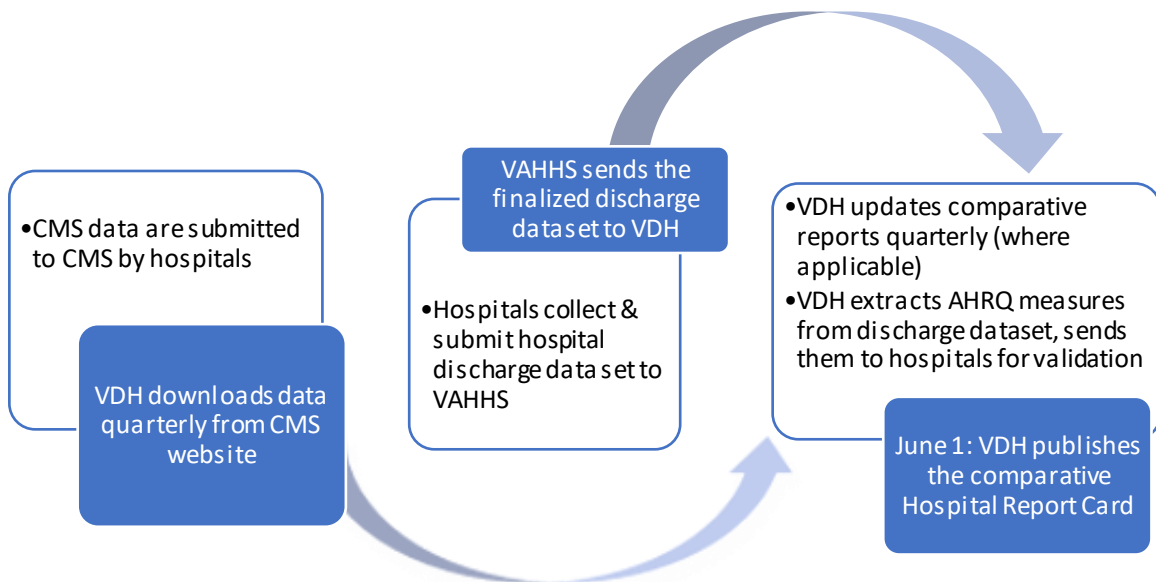 •CMS data are submitted
to CMS by hospitals
VDH downloads data
quarterly from CMS
website
VAHHS sends the
finalized discharge
dataset to VDH
•Hospitals collect &
submit hospital
discharge data set to
VAHHS
•VDH updates comparative
reports quarterly (where
applicable)
•VDH extracts AHRQ measures
from discharge dataset, sends
them to hospitals for validation
June 1: VDH publishes
the comparative
Hospital Report Card